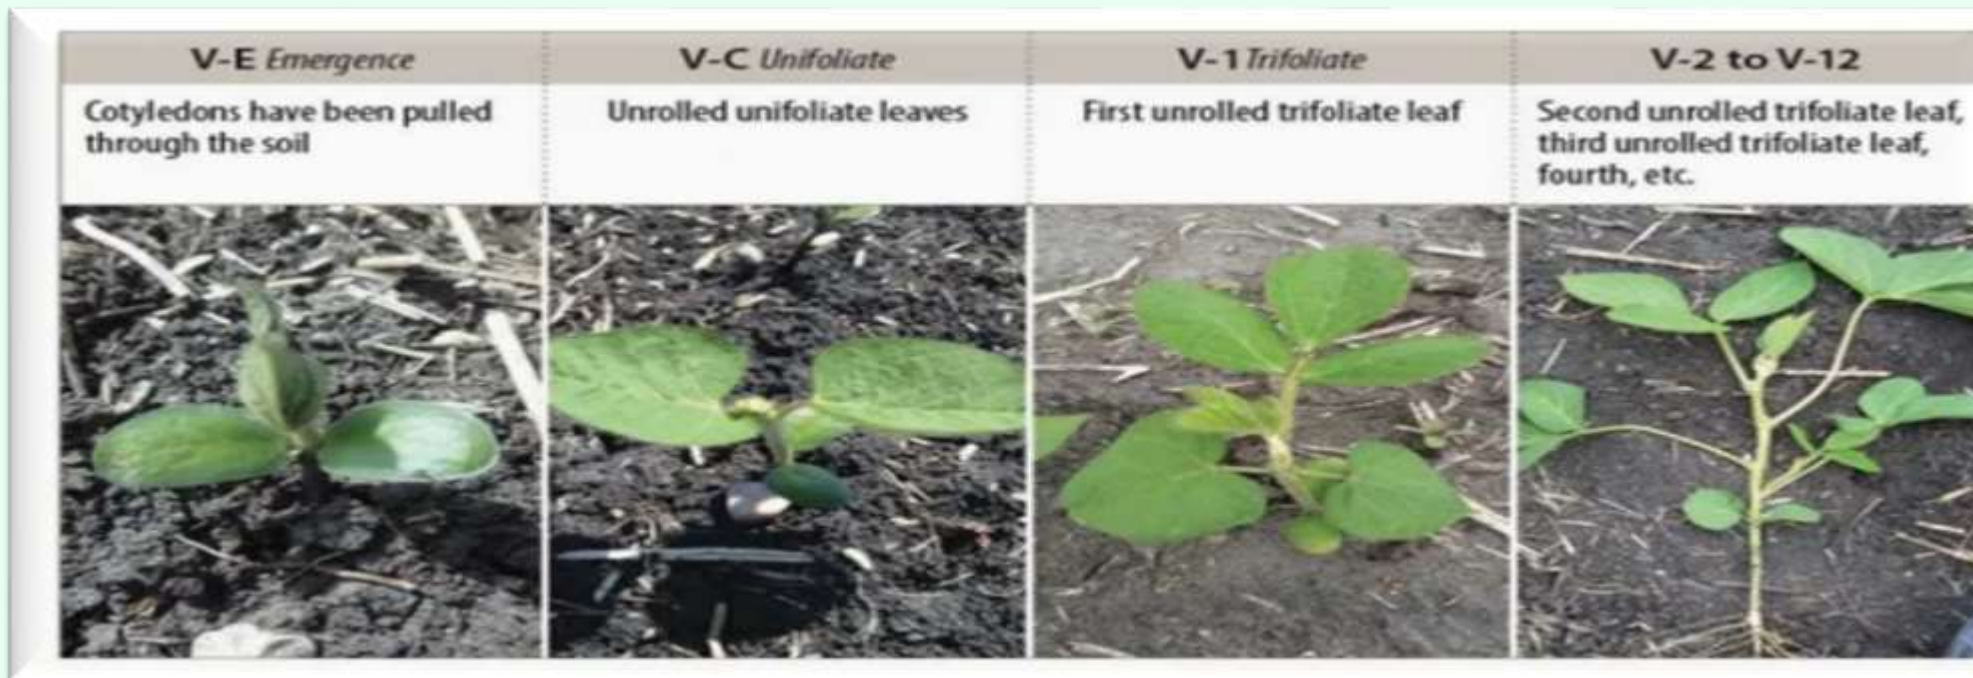 V-E Emergence
Cotyledons have been pulled
through the soil
V-C Unifoliate
Unrolled unifoliate leaves
V-1 Trifoliate
First unrolled trifoliate leaf
V-2 to V-12
Second unrolled trifoliate leaf,
third unrolled trifoliate leaf,
fourth, etc.